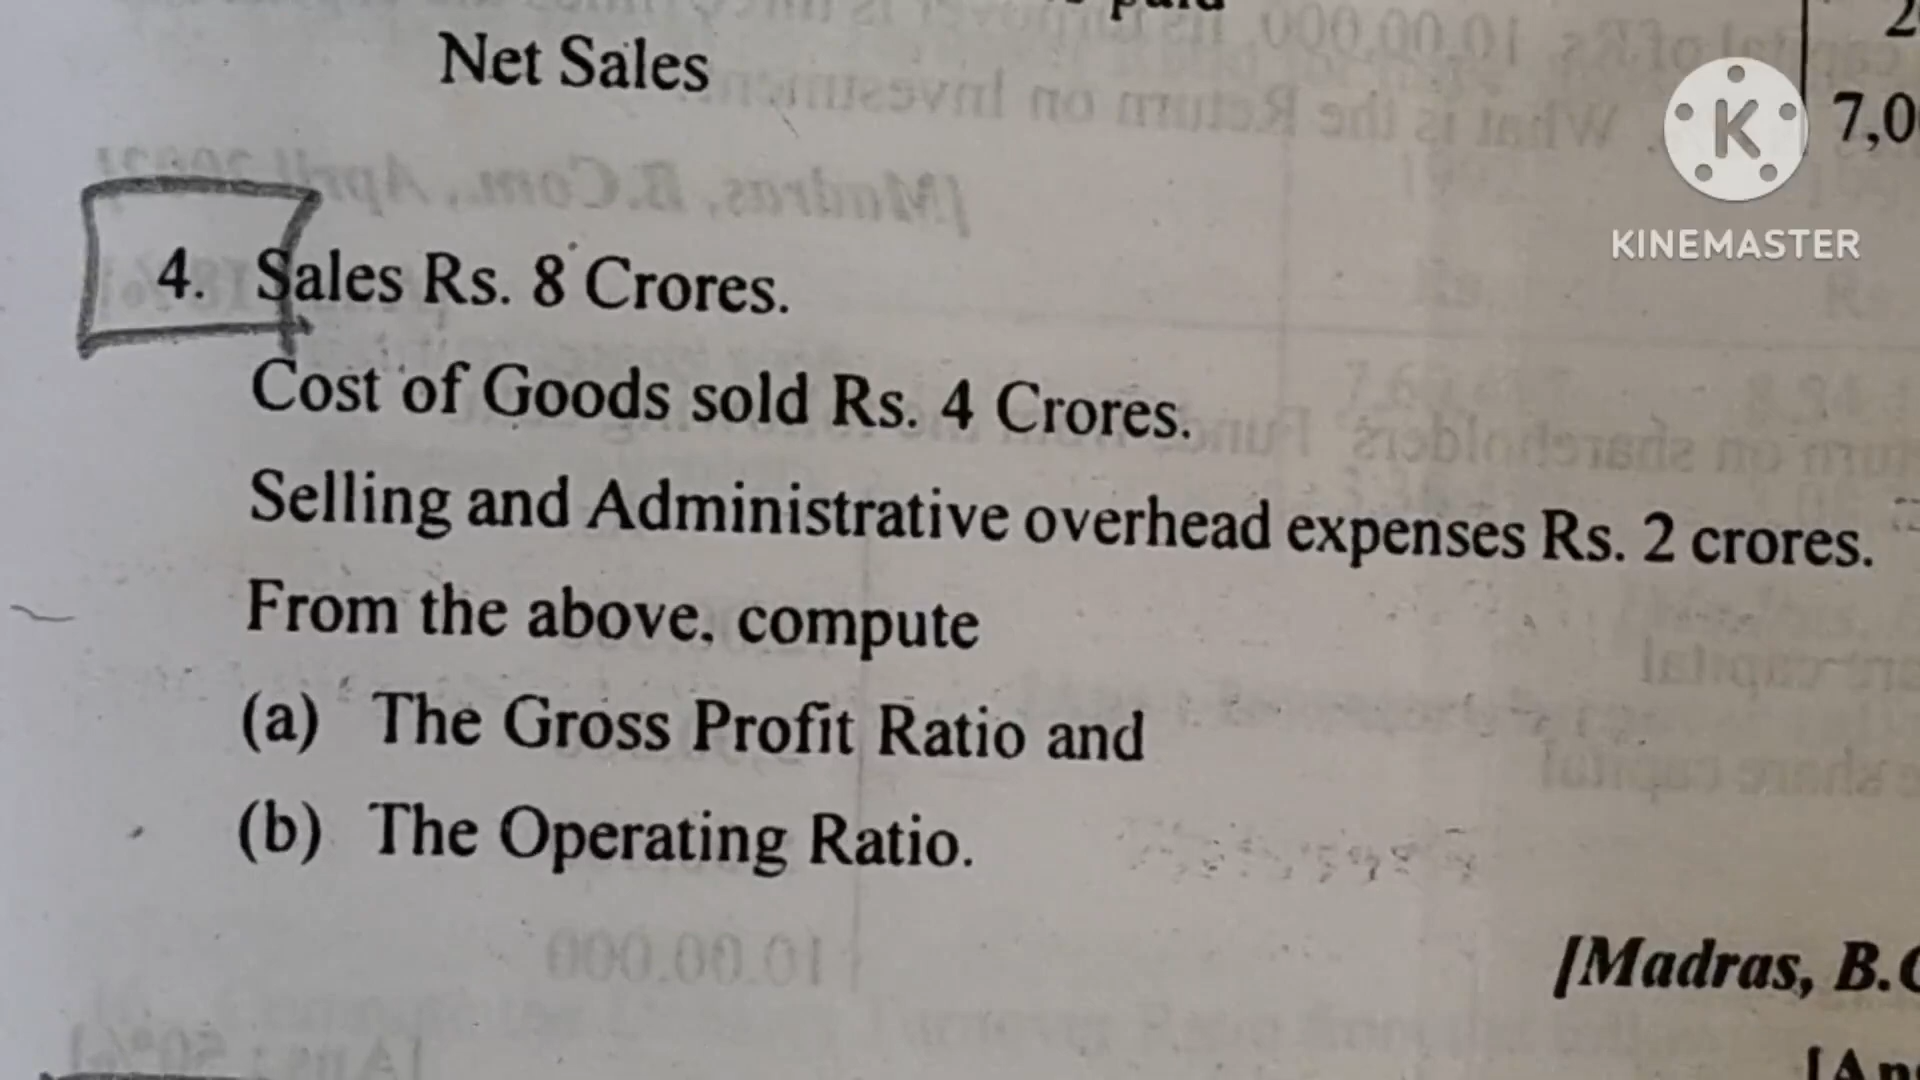 Net Sales
7,0
KINEMASTER
4. Sales Rs. 8 Crores.
Cost of Goods sold Rs. 4 Crores.
Selling and Administrative overhead expenses Rs. 2 crores.
From the above, compute
(a) The Gross Profit Ratio and
(b) The Operating Ratio.
[Madras, B.C
[An